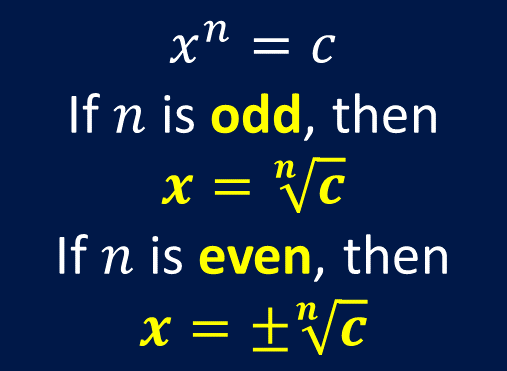 xⁿ = c
If n is odd, then
x = ⁿ√c
If n is even, then
x = ±ⁿ√c